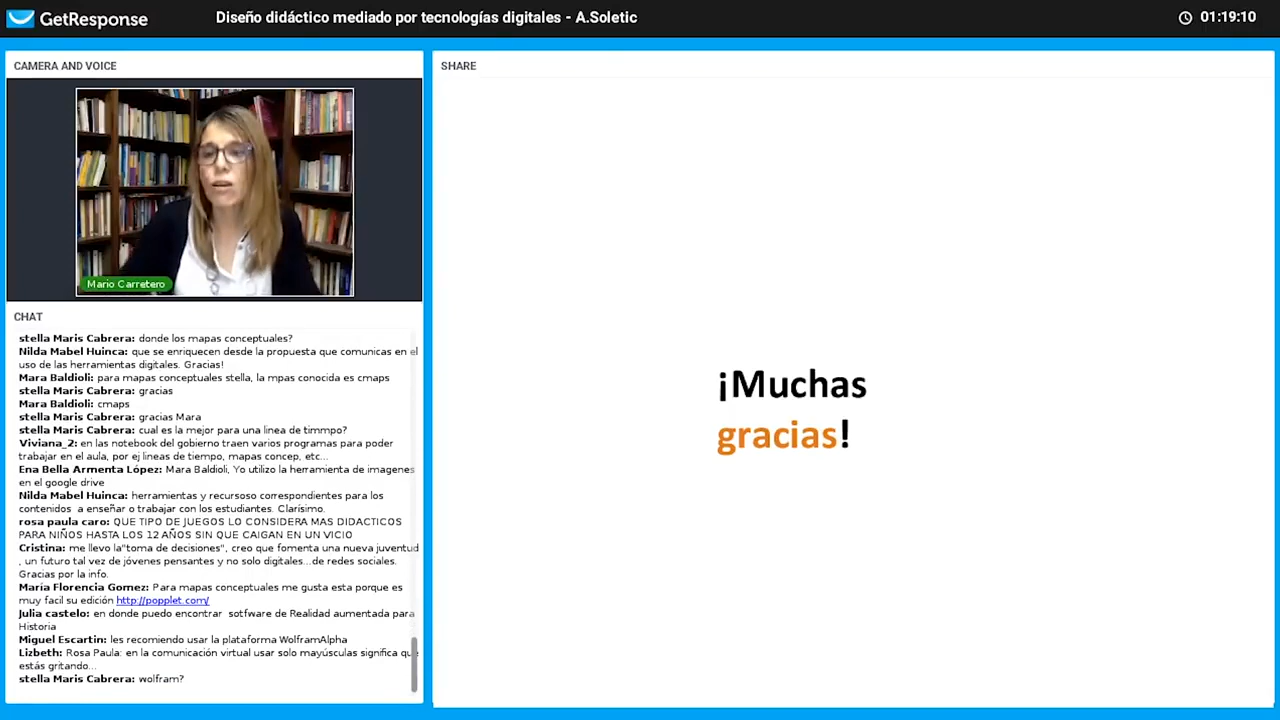 GetResponse
Diseño didáctico mediado por tecnologías digitales - A.Soletic
01:19:10
CAMERA AND VOICE
Mario Carretero
CHAT
stella Maris Cabrera: donde los mapas conceptuales?
Nilda Mabel Huinca: que se enriquecen desde la propuesta que comunicas en el
uso de las herramientas digitales. Gracias!
Mara Baldioli: para mapas conceptuales stella, la mpas conocida es cmaps
stella Maris Cabrera: gracias
Mara Baldioli: cmaps
stella Maris Cabrera: gracias Mara
stella Maris Cabrera: cual es la mejor para una linea de timmpo?
Viviana_2: en las notebook del gobierno traen varios programas para poder
trabajar en el aula, por ej lineas de tiempo, mapas concep, etc...
Ena Bella Armenta López: Mara Baldioli, Yo utilizo la herramienta de imagenes
en el google drive
Nilda Mabel Huinca: herramientas y recursoso correspondientes para los
contenidos a enseñar o trabajar con los estudiantes. Clarísimo.
rosa paula caro: QUE TIPO DE JUEGOS LO CONSIDERA MAS DIDACTICOS
PARA NIÑOS HASTA LOS 12 AÑOS SIN QUE CAIGAN EN UN VICIO
Cristina: me llevo la"toma de decisiones", creo que fomenta una nueva juventud
, un futuro tal vez de jóvenes pensantes y no solo digitales...de redes sociales.
Gracias por la info.
María Florencia Gomez: Para mapas conceptuales me gusta esta porque es
muy facil su edición http://popplet.com/
Julia castelo: en donde puedo encontrar sotfware de Realidad aumentada para
Historia
Miguel Escartin: les recomiendo usar la plataforma WolframAlpha
Lizbeth: Rosa Paula: en la comunicación virtual usar solo mayúsculas significa que
estás gritando...
stella Maris Cabrera: wolfram?
SHARE
¡Muchas
gracias!